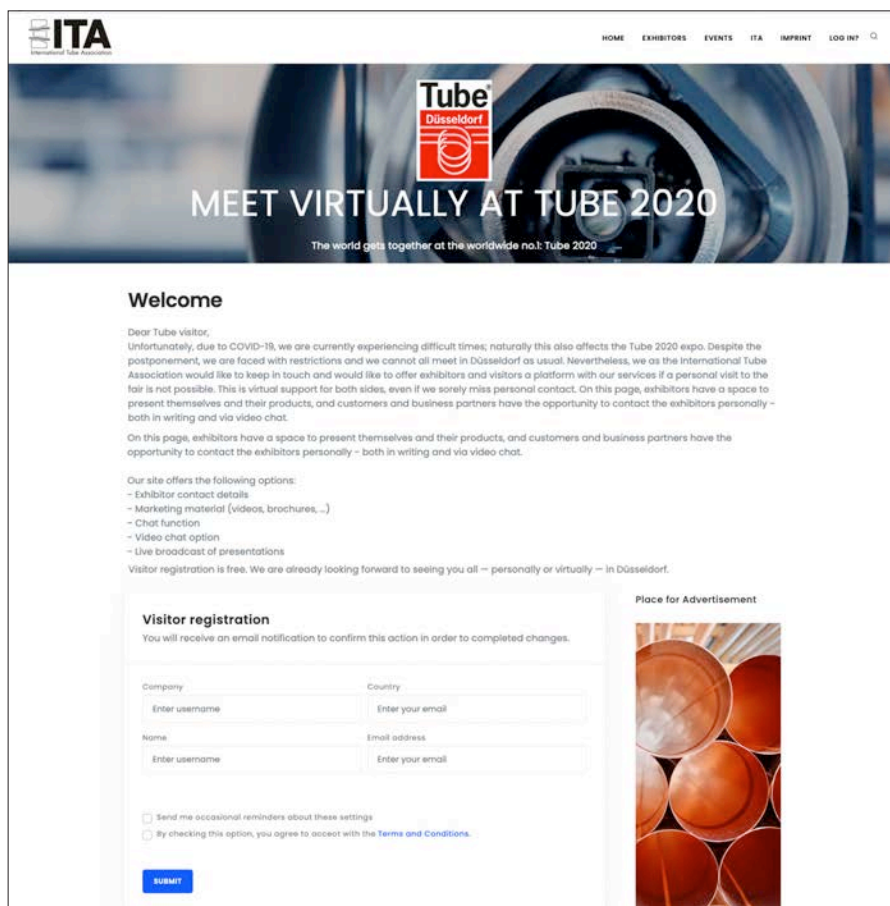 ITA
International Tube Association
HOME EXHIBITORS EVENTS ITA IMPRINT LOG IN?
Tube
Düsseldorf
MEET VIRTUALLY AT TUBE 2020
The world gets together at the worldwide no.1: Tube 2020
Welcome
Dear Tube visitor,
Unfortunately, due to COVID-19, we are currently experiencing difficult times; naturally this also affects the Tube 2020 expo. Despite the
postponement, we are faced with restrictions and we cannot all meet in Düsseldorf as usual. Nevertheless, we as the International Tube
Association would like to keep in touch and would like to offer exhibitors and visitors a platform with our services if a personal visit to the
fair is not possible. This is virtual support for both sides, even if we sorely miss personal contact. On this page, exhibitors have a space to
present themselves and their products, and customers and business partners have the opportunity to contact the exhibitors personally -
both in writing and via video chat.
On this page, exhibitors have a space to present themselves and their products, and customers and business partners have the
opportunity to contact the exhibitors personally - both in writing and via video chat.
Our site offers the following options:
- Exhibitor contact details
- Marketing material (videos, brochures, ...)
- Chat function
- Video chat option
- Live broadcast of presentations
Visitor registration is free. We are already looking forward to seeing you all — personally or virtually — in Düsseldorf.
Place for Advertisement
Visitor registration
You will receive an email notification to confirm this action in order to completed changes.
Company Country
Enter username Enter your email
Name Email address
Enter username Enter your email
Send me occasional reminders about these settings
By checking this option, you agree to accept with the Terms and Conditions.
SUBMIT